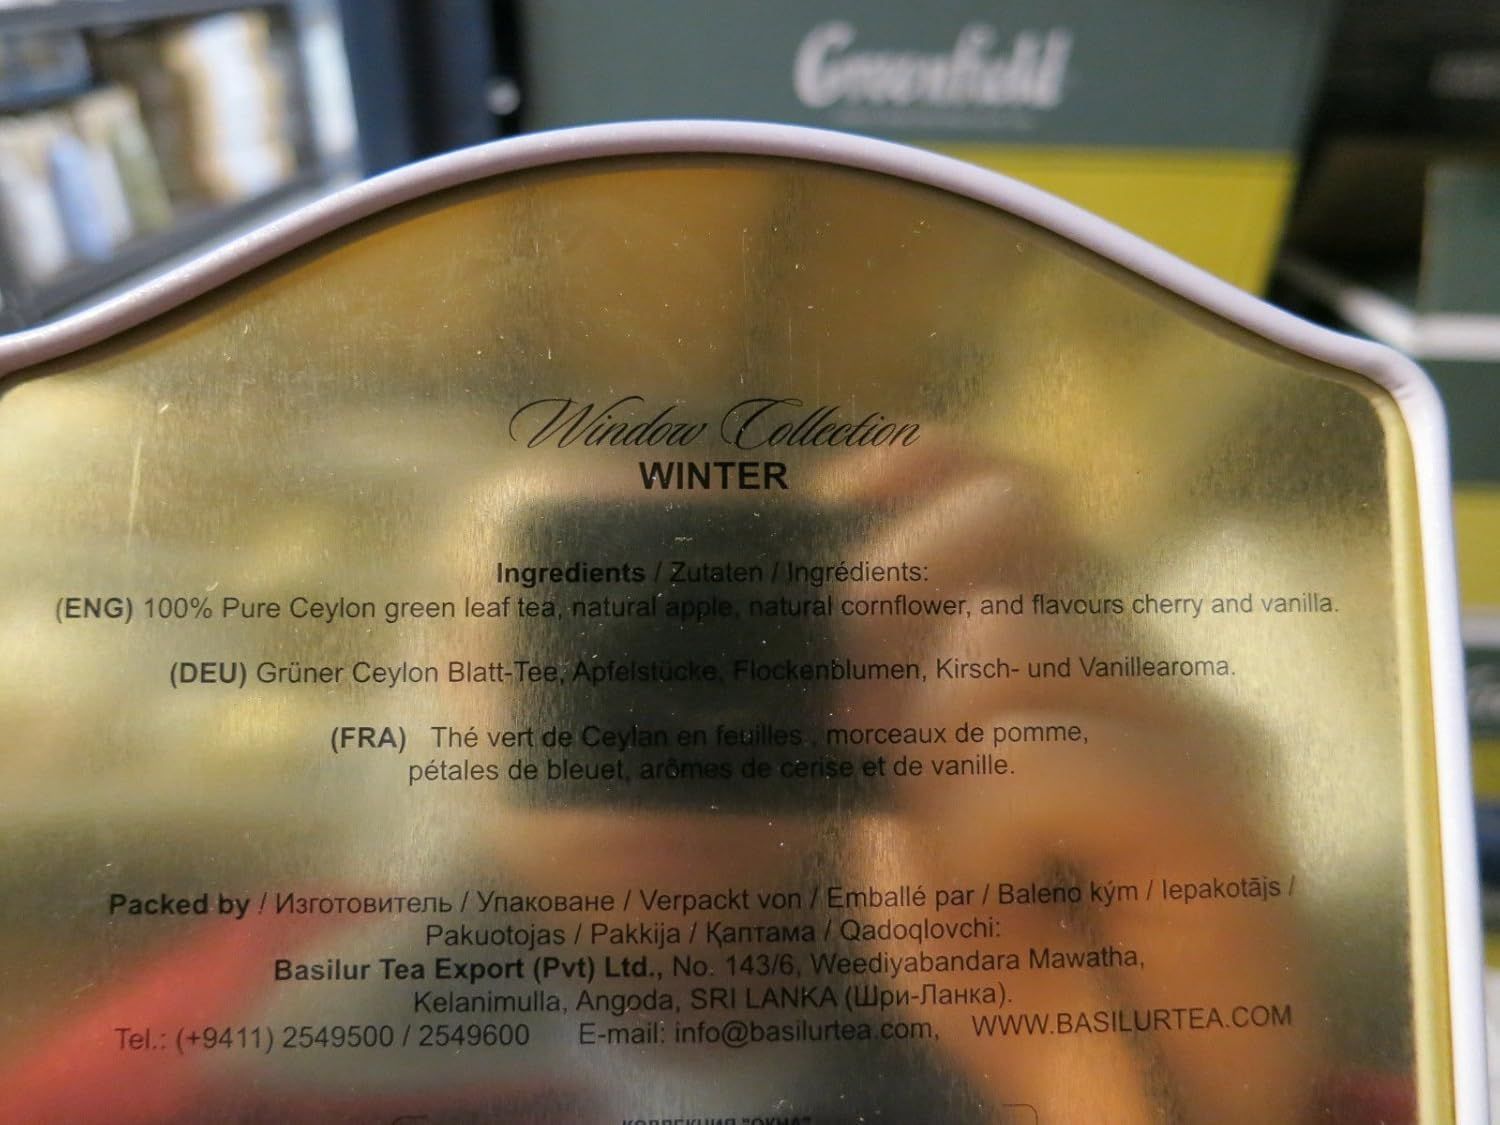 Greenfield
Window Collection
WINTER
Ingredients / Zutaten / Ingrédients:
(ENG) 100% Pure Ceylon green leaf tea, natural apple, natural cornflower, and flavours cherry and vanilla.
(DEU) Grüner Ceylon Blatt-Tee, Apfelstücke, Flockenblumen, Kirsch- und Vanillearoma.
(FRA) Thé vert de Ceylan en feuilles , morceaux de pomme,
pétales de bleuet, arômes de cerise et de vanille.
Packed by / Изготовитель / Упаковане / Verpackt von / Emballé par / Baleno kým / Iepakotājs /
Pakuotojas / Pakkija / Қаптама / Qadoqlovchi:
Basilur Tea Export (Pvt) Ltd., No. 143/6, Weediyabandara Mawatha,
Kelanimulla, Angoda, SRI LANKA (Шри-Ланка).
Tel.: (+9411) 2549500 / 2549600 E-mail: info@basilurtea.com, WWW.BASILURTEA.COM
КОЛЛЕКЦИЯ "ОКНА"